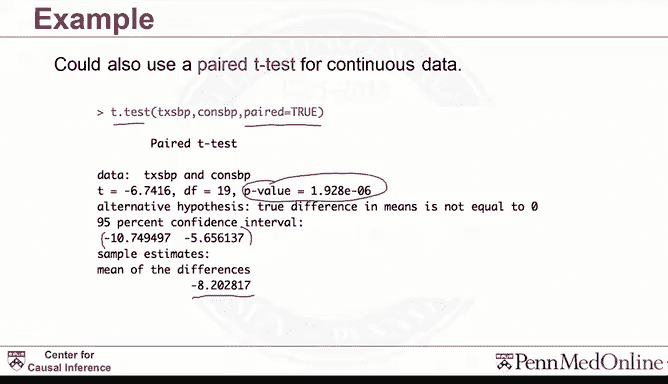 Example
Could also use a paired t-test for continuous data.
> t.test(txsbp,consbp,paired=TRUE)
Paired t-test
data:  txsbp and consbp
t = -6.7416, df = 19, p-value = 1.928e-06
alternative hypothesis: true difference in means is not equal to 0
95 percent confidence interval:
-10.749497  -5.656137
sample estimates:
mean of the differences
-8.202817
Center for
Causal Inference
PennMedOnline